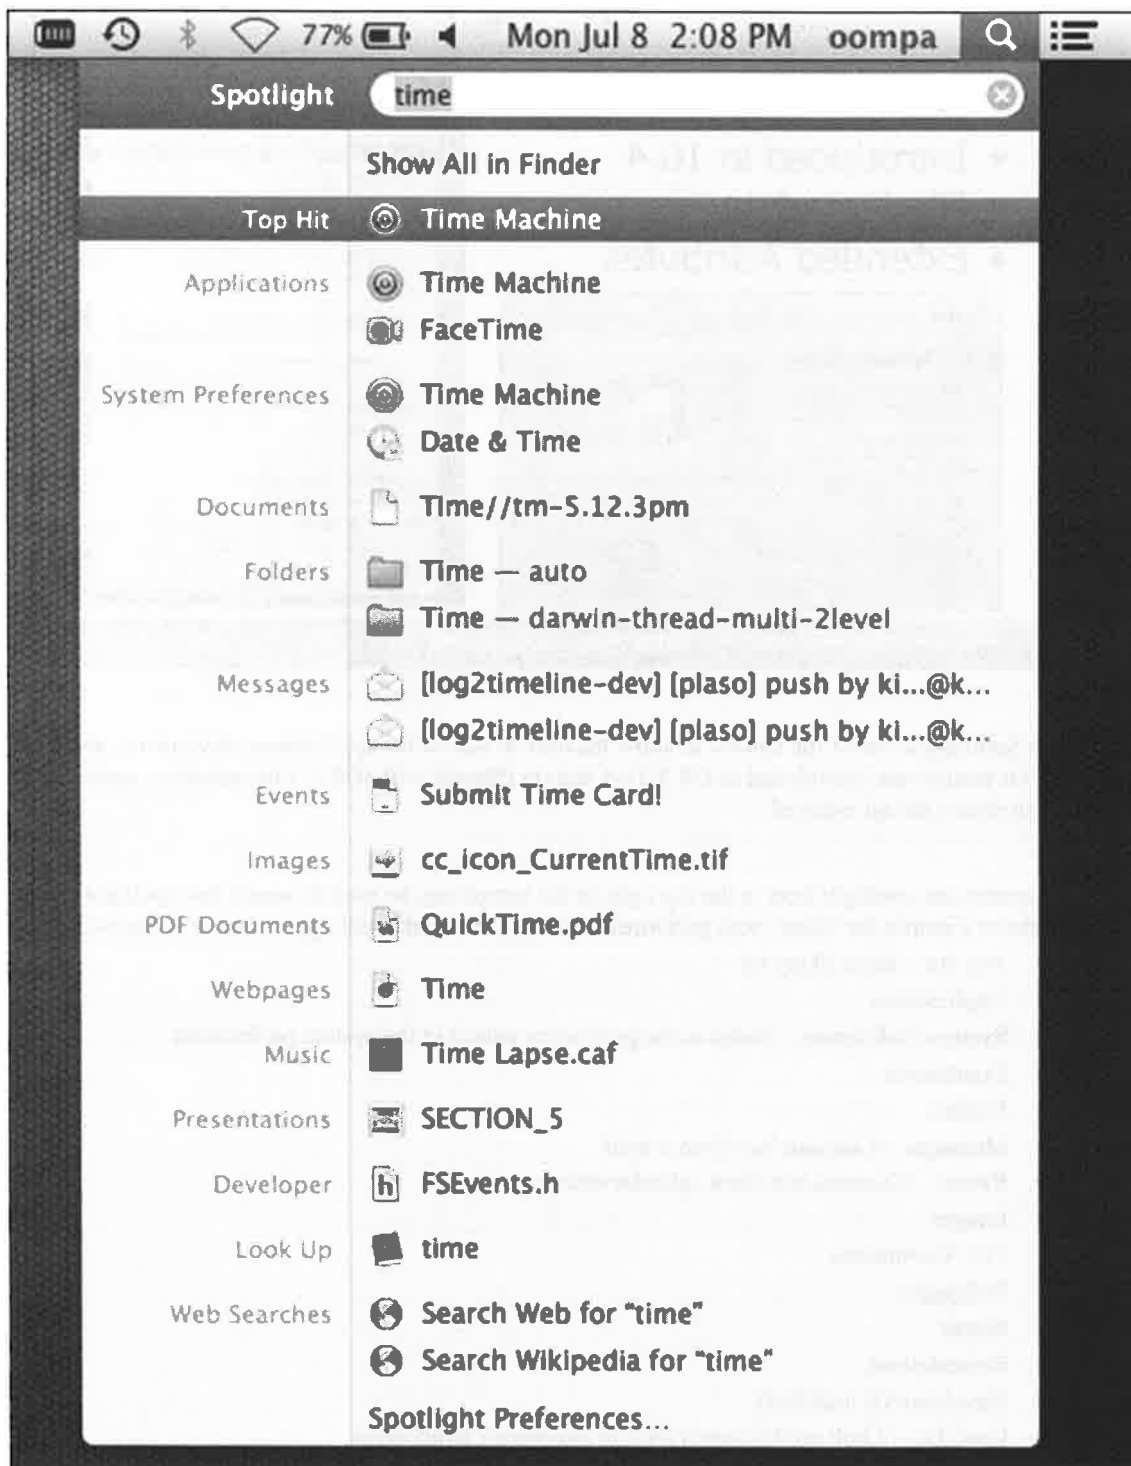 77% Mon Jul 8 2:08 PM oompa
Spotlight time
Show All in Finder
Top Hit Time Machine
Applications Time Machine
FaceTime
System Preferences Time Machine
Date & Time
Documents Time//tm-5.12.3pm
Folders Time — auto
Time — darwin-thread-multi-2level
Messages [log2timeline-dev] [plaso] push by ki...@k...
[log2timeline-dev] [plaso] push by ki...@k...
Events Submit Time Card!
Images cc_icon_CurrentTime.tif
PDF Documents QuickTime.pdf
Webpages Time
Music Time Lapse.caf
Presentations SECTION_5
Developer FSEvents.h
Look Up time
Web Searches Search Web for "time"
Search Wikipedia for "time"
Spotlight Preferences...